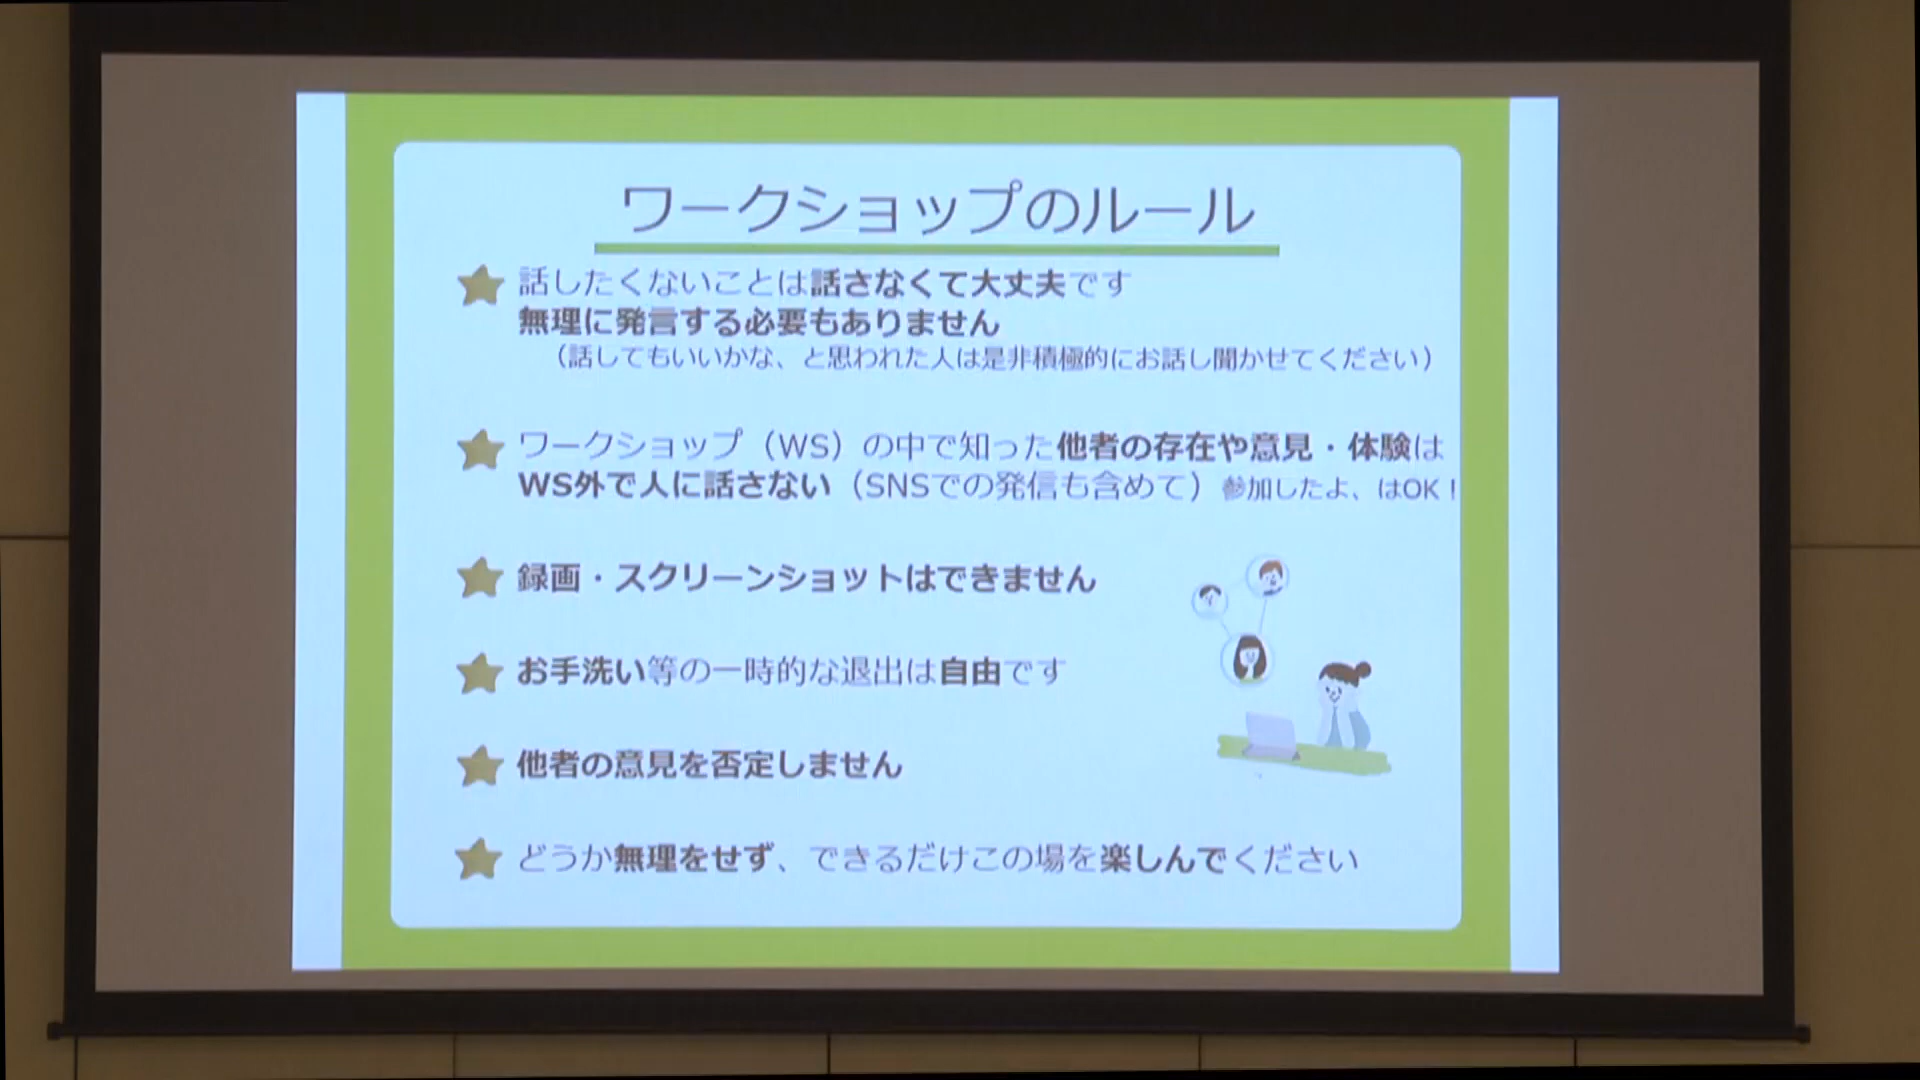 ワークショップのルール
話したくないことは話さなくて大丈夫です
無理に発言する必要もありません
（話してもいいかな、と思われた人は是非積極的にお話し聞かせてください）
ワークショップ（WS）の中で知った他者の存在や意見・体験は
WS外で人に話さない（SNSでの発信も含めて）参加したよ、はOK！
録画・スクリーンショットはできません
お手洗い等の一時的な退出は自由です
他者の意見を否定しません
どうか無理をせず、できるだけこの場を楽しんでください